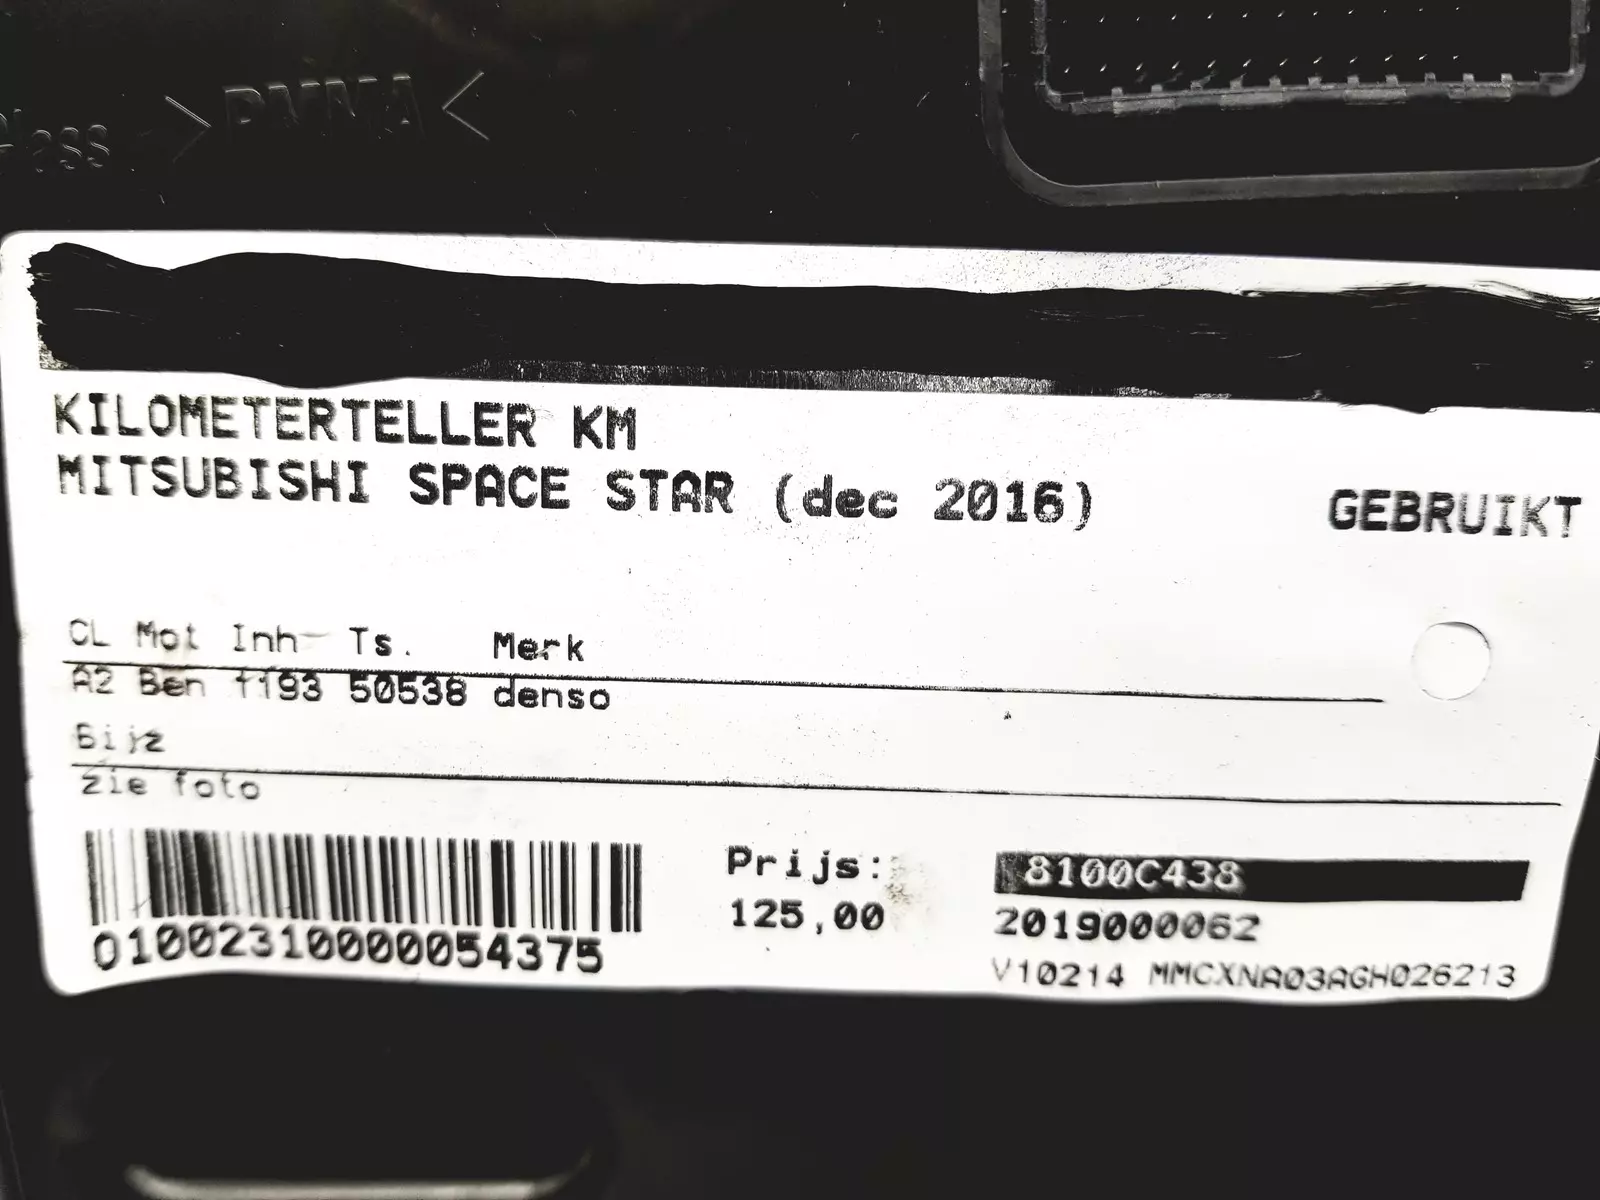 >PMMA<
KILOMETERTELLER KM
MITSUBISHI SPACE STAR (dec 2016) GEBRUIKT
CL Mot Inh Ts. Merk
A2 Ben 1193 50538 denso
Bijz
zie foto
Prijs: 8100C438
125,00 2019000062
01002310000054375 V10214 MMCXNA03AGH026213